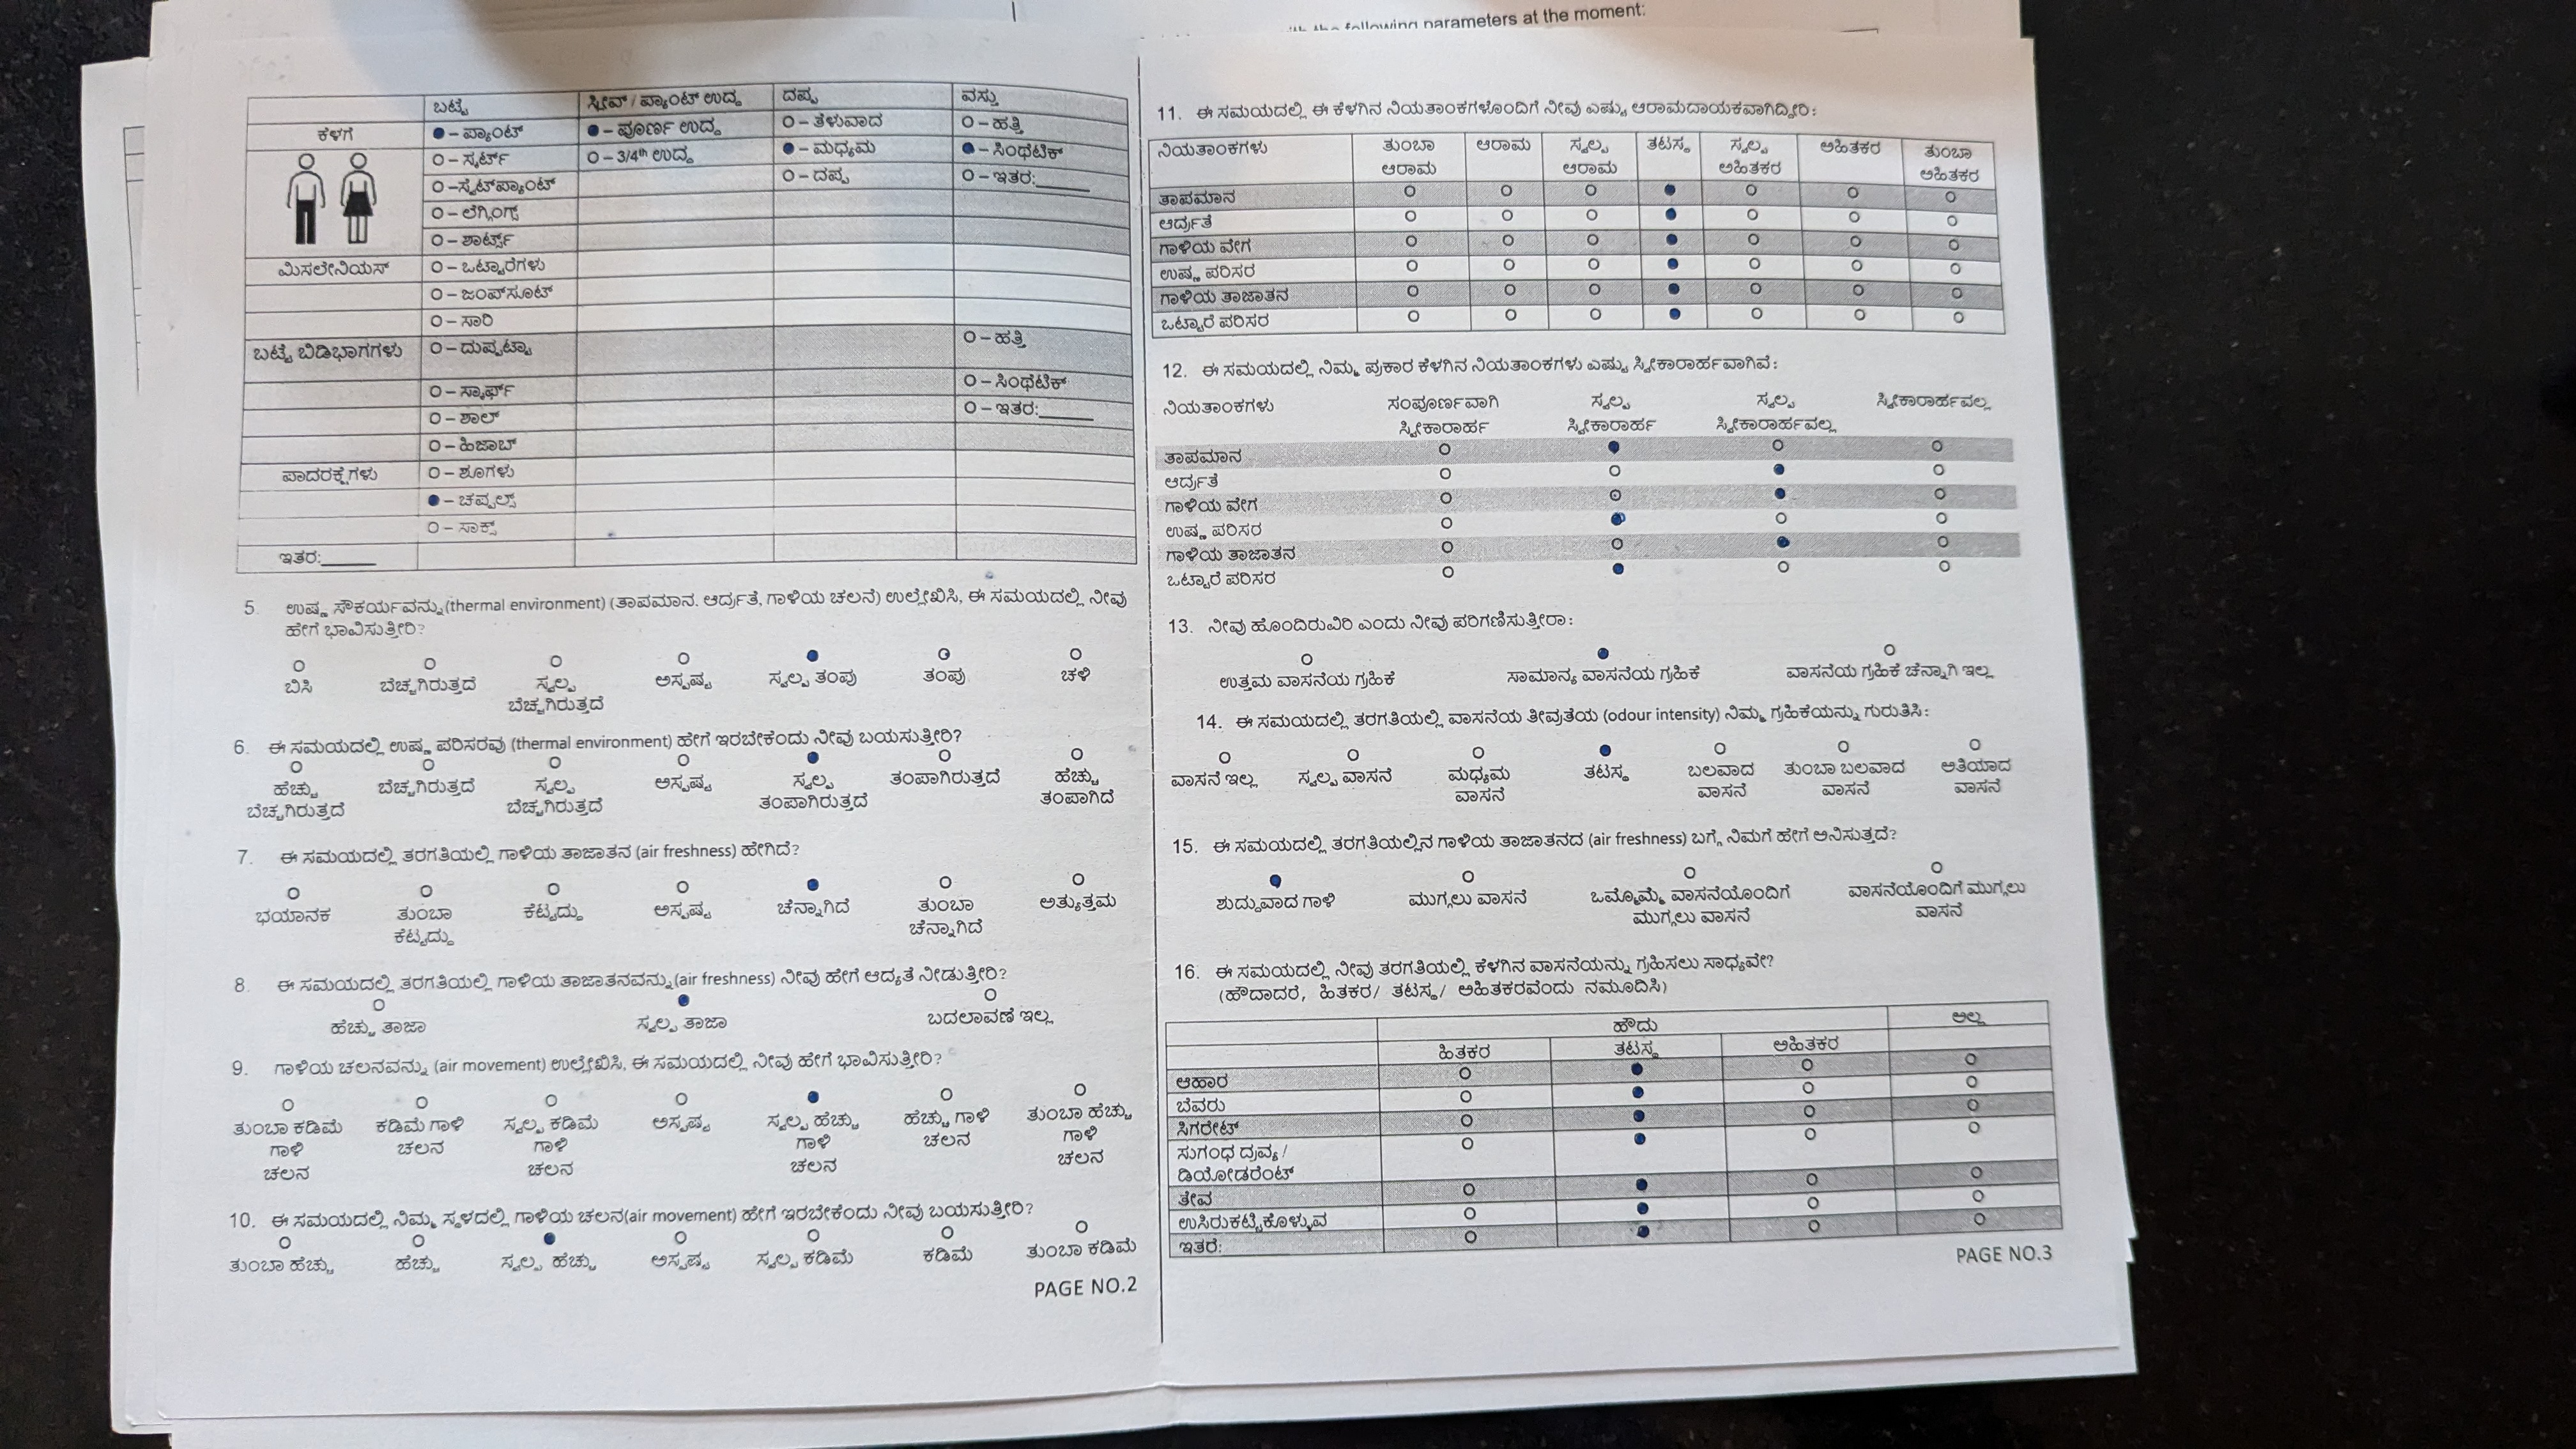 ith the following parameters at the moment:
ಬಟ್ಟೆ ಸ್ಲೀವ್ / ಪ್ಯಾಂಟ್ ಉದ್ದ ದಪ್ಪ ವಸ್ತು
ಕೆಳಗೆ ● – ಪ್ಯಾಂಟ್ ● – ಪೂರ್ಣ ಉದ್ದ O – ತೆಳುವಾದ O – ಹತ್ತಿ
O – ಸ್ಕರ್ಟ್ O – 3/4th ಉದ್ದ ● – ಮಧ್ಯಮ ● – ಸಿಂಥೆಟಿಕ್
O –ಸ್ವೆಟ್‌ಪ್ಯಾಂಟ್ O – ದಪ್ಪ O – ಇತರ:______
O – ಲೆಗ್ಗಿಂಗ್ಸ್
O – ಶಾರ್ಟ್ಸ್
ಮಿಸಲೇನಿಯಸ್ O – ಒಟ್ಟಾರೆಗಳು
O – ಜಂಪ್‌ಸೂಟ್
O – ಸಾರಿ
ಬಟ್ಟೆ ಬಿಡಿಭಾಗಗಳು O – ದುಪ್ಪಟ್ಟಾ O – ಹತ್ತಿ
O – ಸ್ಕಾರ್ಫ್ O – ಸಿಂಥೆಟಿಕ್
O – ಶಾಲ್ O – ಇತರ:______
O – ಹಿಜಾಬ್
ಪಾದರಕ್ಷೆಗಳು O – ಶೂಗಳು
● – ಚಪ್ಪಲ್ಸ್
O – ಸಾಕ್ಸ್
ಇತರ:______
5. ಉಷ್ಣ ಸೌಕರ್ಯವನ್ನು(thermal environment) (ತಾಪಮಾನ. ಆರ್ದ್ರತೆ, ಗಾಳಿಯ ಚಲನೆ) ಉಲ್ಲೇಖಿಸಿ, ಈ ಸಮಯದಲ್ಲಿ ನೀವು
ಹೇಗೆ ಭಾವಿಸುತ್ತೀರಿ?
ಬಿಸಿ ಬೆಚ್ಚಗಿರುತ್ತದೆ ಸ್ವಲ್ಪ ಅಸ್ಪಷ್ಟ ಸ್ವಲ್ಪ ತಂಪು ತಂಪು ಚಳಿ
ಬೆಚ್ಚಗಿರುತ್ತದೆ
6. ಈ ಸಮಯದಲ್ಲಿ ಉಷ್ಣ ಪರಿಸರವು (thermal environment) ಹೇಗೆ ಇರಬೇಕೆಂದು ನೀವು ಬಯಸುತ್ತೀರಿ?
ಹೆಚ್ಚು ಬೆಚ್ಚಗಿರುತ್ತದೆ ಸ್ವಲ್ಪ ಅಸ್ಪಷ್ಟ ಸ್ವಲ್ಪ ತಂಪಾಗಿರುತ್ತದೆ ಹೆಚ್ಚು
ಬೆಚ್ಚಗಿರುತ್ತದೆ ಬೆಚ್ಚಗಿರುತ್ತದೆ ತಂಪಾಗಿರುತ್ತದೆ ತಂಪಾಗಿದೆ
7. ಈ ಸಮಯದಲ್ಲಿ ತರಗತಿಯಲ್ಲಿ ಗಾಳಿಯ ತಾಜಾತನ (air freshness) ಹೇಗಿದೆ?
ಭಯಾನಕ ತುಂಬಾ ಕೆಟ್ಟದ್ದು ಅಸ್ಪಷ್ಟ ಚೆನ್ನಾಗಿದೆ ತುಂಬಾ ಅತ್ಯುತ್ತಮ
ಕೆಟ್ಟದ್ದು ಚೆನ್ನಾಗಿದೆ
8. ಈ ಸಮಯದಲ್ಲಿ ತರಗತಿಯಲ್ಲಿ ಗಾಳಿಯ ತಾಜಾತನವನ್ನು(air freshness) ನೀವು ಹೇಗೆ ಆದ್ಯತೆ ನೀಡುತ್ತೀರಿ?
ಹೆಚ್ಚು ತಾಜಾ ಸ್ವಲ್ಪ ತಾಜಾ ಬದಲಾವಣೆ ಇಲ್ಲ
9. ಗಾಳಿಯ ಚಲನವನ್ನು (air movement) ಉಲ್ಲೇಖಿಸಿ, ಈ ಸಮಯದಲ್ಲಿ ನೀವು ಹೇಗೆ ಭಾವಿಸುತ್ತೀರಿ?
ತುಂಬಾ ಕಡಿಮೆ ಕಡಿಮೆ ಗಾಳಿ ಸ್ವಲ್ಪ ಕಡಿಮೆ ಅಸ್ಪಷ್ಟ ಸ್ವಲ್ಪ ಹೆಚ್ಚು ಹೆಚ್ಚು ಗಾಳಿ ತುಂಬಾ ಹೆಚ್ಚು
ಗಾಳಿ ಚಲನ ಗಾಳಿ ಗಾಳಿ ಚಲನ ಗಾಳಿ
ಚಲನ ಚಲನ ಚಲನ ಚಲನ
10. ಈ ಸಮಯದಲ್ಲಿ ನಿಮ್ಮ ಸ್ಥಳದಲ್ಲಿ ಗಾಳಿಯ ಚಲನ(air movement) ಹೇಗೆ ಇರಬೇಕೆಂದು ನೀವು ಬಯಸುತ್ತೀರಿ?
ತುಂಬಾ ಹೆಚ್ಚು ಹೆಚ್ಚು ಸ್ವಲ್ಪ ಹೆಚ್ಚು ಅಸ್ಪಷ್ಟ ಸ್ವಲ್ಪ ಕಡಿಮೆ ಕಡಿಮೆ ತುಂಬಾ ಕಡಿಮೆ
PAGE NO.2
11. ಈ ಸಮಯದಲ್ಲಿ ಈ ಕೆಳಗಿನ ನಿಯತಾಂಕಗಳೊಂದಿಗೆ ನೀವು ಎಷ್ಟು ಆರಾಮದಾಯಕವಾಗಿದ್ದೀರಿ:
ನಿಯತಾಂಕಗಳು ತುಂಬಾ ಆರಾಮ ಸ್ವಲ್ಪ ತಟಸ್ಥ ಸ್ವಲ್ಪ ಅಹಿತಕರ ತುಂಬಾ
ಆರಾಮ ಆರಾಮ ಅಹಿತಕರ ಅಹಿತಕರ
ತಾಪಮಾನ
ಆರ್ದ್ರತೆ
ಗಾಳಿಯ ವೇಗ
ಉಷ್ಣ ಪರಿಸರ
ಗಾಳಿಯ ತಾಜಾತನ
ಒಟ್ಟಾರೆ ಪರಿಸರ
12. ಈ ಸಮಯದಲ್ಲಿ ನಿಮ್ಮ ಪ್ರಕಾರ ಕೆಳಗಿನ ನಿಯತಾಂಕಗಳು ಎಷ್ಟು ಸ್ವೀಕಾರಾರ್ಹವಾಗಿವೆ:
ನಿಯತಾಂಕಗಳು ಸಂಪೂರ್ಣವಾಗಿ ಸ್ವಲ್ಪ ಸ್ವಲ್ಪ ಸ್ವೀಕಾರಾರ್ಹವಲ್ಲ
ಸ್ವೀಕಾರಾರ್ಹ ಸ್ವೀಕಾರಾರ್ಹ ಸ್ವೀಕಾರಾರ್ಹವಲ್ಲ
ತಾಪಮಾನ
ಆರ್ದ್ರತೆ
ಗಾಳಿಯ ವೇಗ
ಉಷ್ಣ ಪರಿಸರ
ಗಾಳಿಯ ತಾಜಾತನ
ಒಟ್ಟಾರೆ ಪರಿಸರ
13. ನೀವು ಹೊಂದಿರುವಿರಿ ಎಂದು ನೀವು ಪರಿಗಣಿಸುತ್ತೀರಾ:
ಉತ್ತಮ ವಾಸನೆಯ ಗ್ರಹಿಕೆ ಸಾಮಾನ್ಯ ವಾಸನೆಯ ಗ್ರಹಿಕೆ ವಾಸನೆಯ ಗ್ರಹಿಕೆ ಚೆನ್ನಾಗಿ ಇಲ್ಲ
14. ಈ ಸಮಯದಲ್ಲಿ ತರಗತಿಯಲ್ಲಿ ವಾಸನೆಯ ತೀವ್ರತೆಯ (odour intensity) ನಿಮ್ಮ ಗ್ರಹಿಕೆಯನ್ನು ಗುರುತಿಸಿ:
ವಾಸನೆ ಇಲ್ಲ ಸ್ವಲ್ಪ ವಾಸನೆ ಮಧ್ಯಮ ತಟಸ್ಥ ಬಲವಾದ ತುಂಬಾ ಬಲವಾದ ಅತಿಯಾದ
ವಾಸನೆ ವಾಸನೆ ವಾಸನೆ ವಾಸನೆ
15. ಈ ಸಮಯದಲ್ಲಿ ತರಗತಿಯಲ್ಲಿನ ಗಾಳಿಯ ತಾಜಾತನದ (air freshness) ಬಗ್ಗೆ ನಿಮಗೆ ಹೇಗೆ ಅನಿಸುತ್ತದೆ?
ಶುದ್ಧವಾದ ಗಾಳಿ ಮುಗ್ಗಲು ವಾಸನೆ ಒಮ್ಮೊಮ್ಮೆ ವಾಸನೆಯೊಂದಿಗೆ ವಾಸನೆಯೊಂದಿಗೆ ಮುಗ್ಗಲು
ಮುಗ್ಗಲು ವಾಸನೆ ವಾಸನೆ
16. ಈ ಸಮಯದಲ್ಲಿ ನೀವು ತರಗತಿಯಲ್ಲಿ ಕೆಳಗಿನ ವಾಸನೆಯನ್ನು ಗ್ರಹಿಸಲು ಸಾಧ್ಯವೇ?
(ಹೌದಾದರೆ, ಹಿತಕರ/ ತಟಸ್ಥ/ ಅಹಿತಕರವೆಂದು ನಮೂದಿಸಿ)
ಹೌದು ಅಲ್ಲ
ಹಿತಕರ ತಟಸ್ಥ ಅಹಿತಕರ
ಆಹಾರ
ಬೆವರು
ಸಿಗರೇಟ್
ಸುಗಂಧ ದ್ರವ್ಯ /
ಡಿಯೋಡರೆಂಟ್
ತೇವ
ಉಸಿರುಕಟ್ಟಿಕೊಳ್ಳುವ
ಇತರೆ:
PAGE NO.3